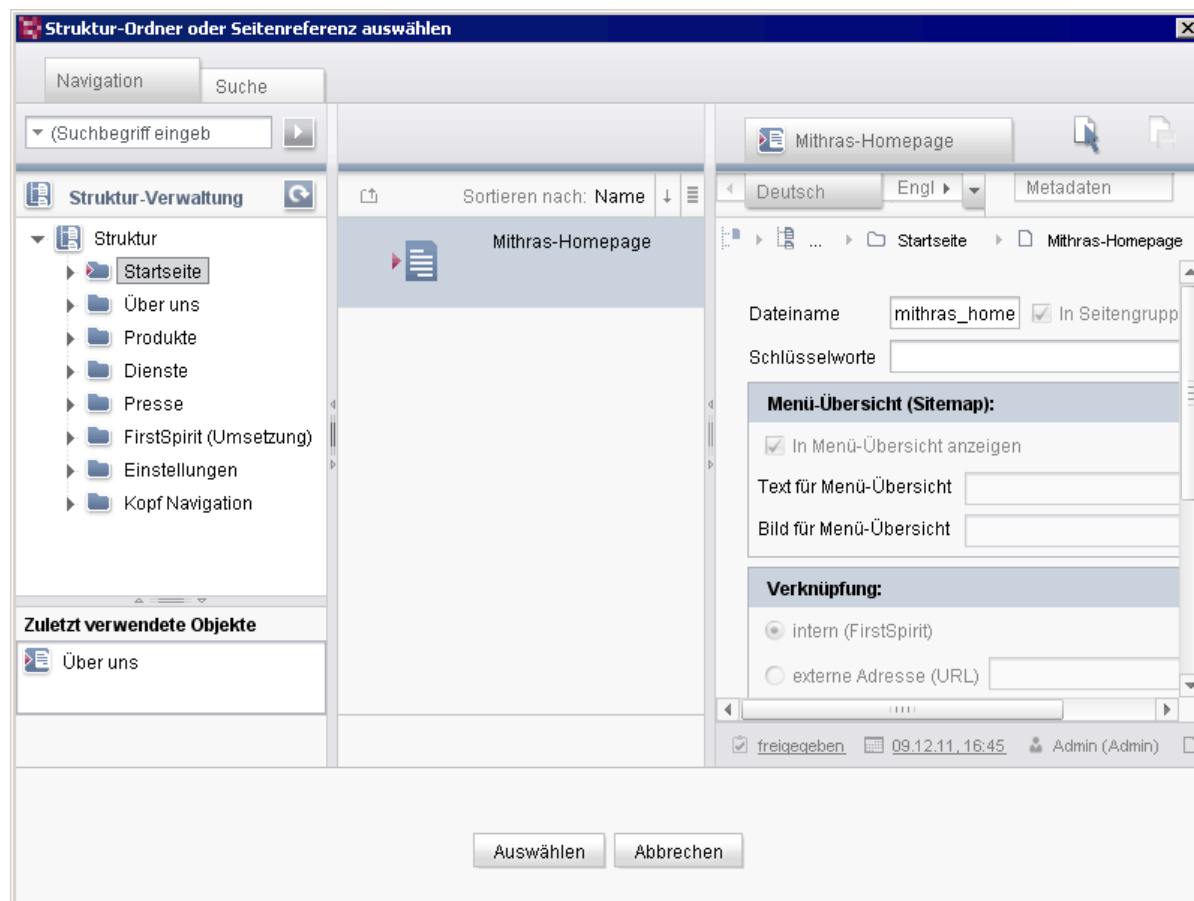 Struktur-Ordner oder Seitenreferenz auswählen
Navigation
Suche
(Suchbegriff eingeb
Struktur-Verwaltung
Struktur
Startseite
Über uns
Produkte
Dienste
Presse
FirstSpirit (Umsetzung)
Einstellungen
Kopf Navigation
Zuletzt verwendete Objekte
Über uns
Sortieren nach: Name
Mithras-Homepage
Mithras-Homepage
Deutsch
Engl
Metadaten
... Startseite Mithras-Homepage
Dateiname mithras_home In Seitengrupp
Schlüsselworte
Menü-Übersicht (Sitemap):
In Menü-Übersicht anzeigen
Text für Menü-Übersicht
Bild für Menü-Übersicht
Verknüpfung:
intern (FirstSpirit)
externe Adresse (URL)
freigegeben 09.12.11, 16:45 Admin (Admin)
Auswählen Abbrechen